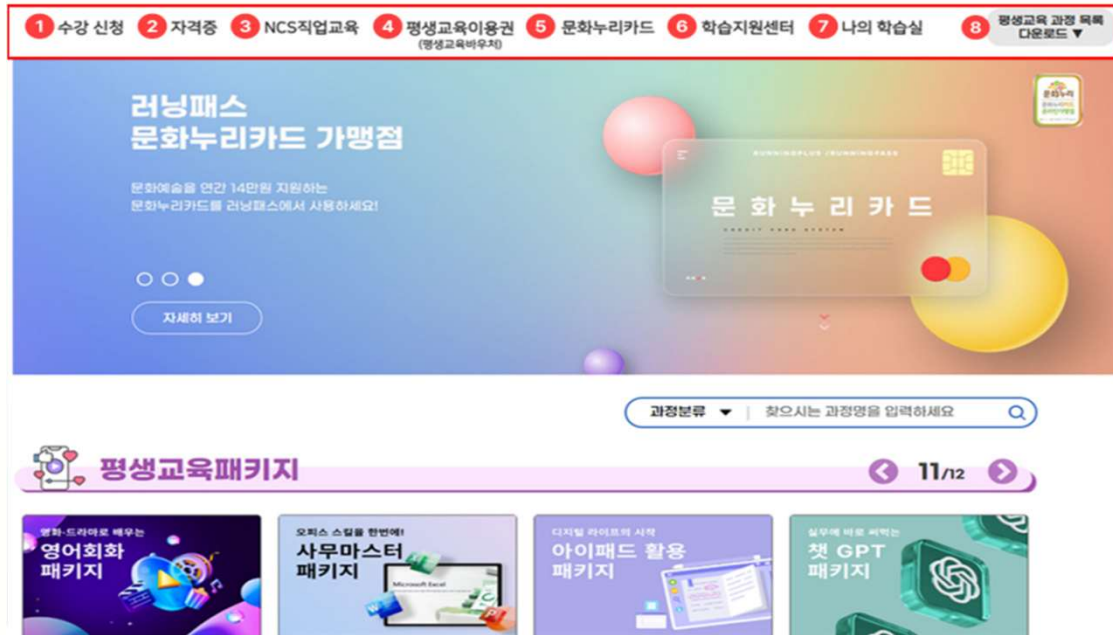 1 수강 신청 2 자격증 3 NCS직업교육 4 평생교육이용권 5 문화누리카드 6 학습지원센터 7 나의 학습실 8 평생교육 과정 목록
(평생교육바우처) 다운로드 ▼
러닝패스
문화누리카드 가맹점
문화예술을 연간 14만원 지원하는
문화누리카드를 러닝패스에서 사용하세요!
자세히 보기
문화누리
RUNNINGPLUS /RUNNINGPASS
문화누리카드
CREDIT CARD SYSTEM
과정분류 ▼ | 찾으시는 과정명을 입력하세요
평생교육패키지
11/12
영화·드라마로 배우는
영어회화
패키지
오피스 스킬을 한번에!
사무마스터
패키지
Microsoft Excel
디지털 라이프의 시작
아이패드 활용
패키지
실무에 바로 써먹는
챗 GPT
패키지